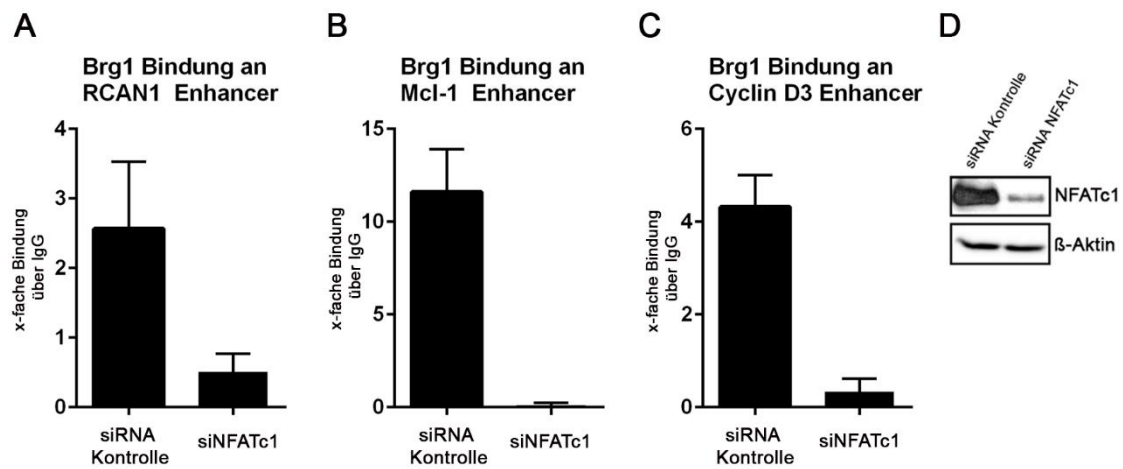 A
Brg1 Bindung an
RCAN1 Enhancer
x-fache Bindung
über IgG
4
3
2
1
0
siRNA
Kontrolle
siNFATc1
B
Brg1 Bindung an
Mcl-1 Enhancer
x-fache Bindung
über IgG
15
10
5
0
siRNA
Kontrolle
siNFATc1
C
Brg1 Bindung an
Cyclin D3 Enhancer
x-fache Bindung
über IgG
6
4
2
0
siRNA
Kontrolle
siNFATc1
D
siRNA Kontrolle
siRNA NFATc1
NFATc1
ß-Aktin